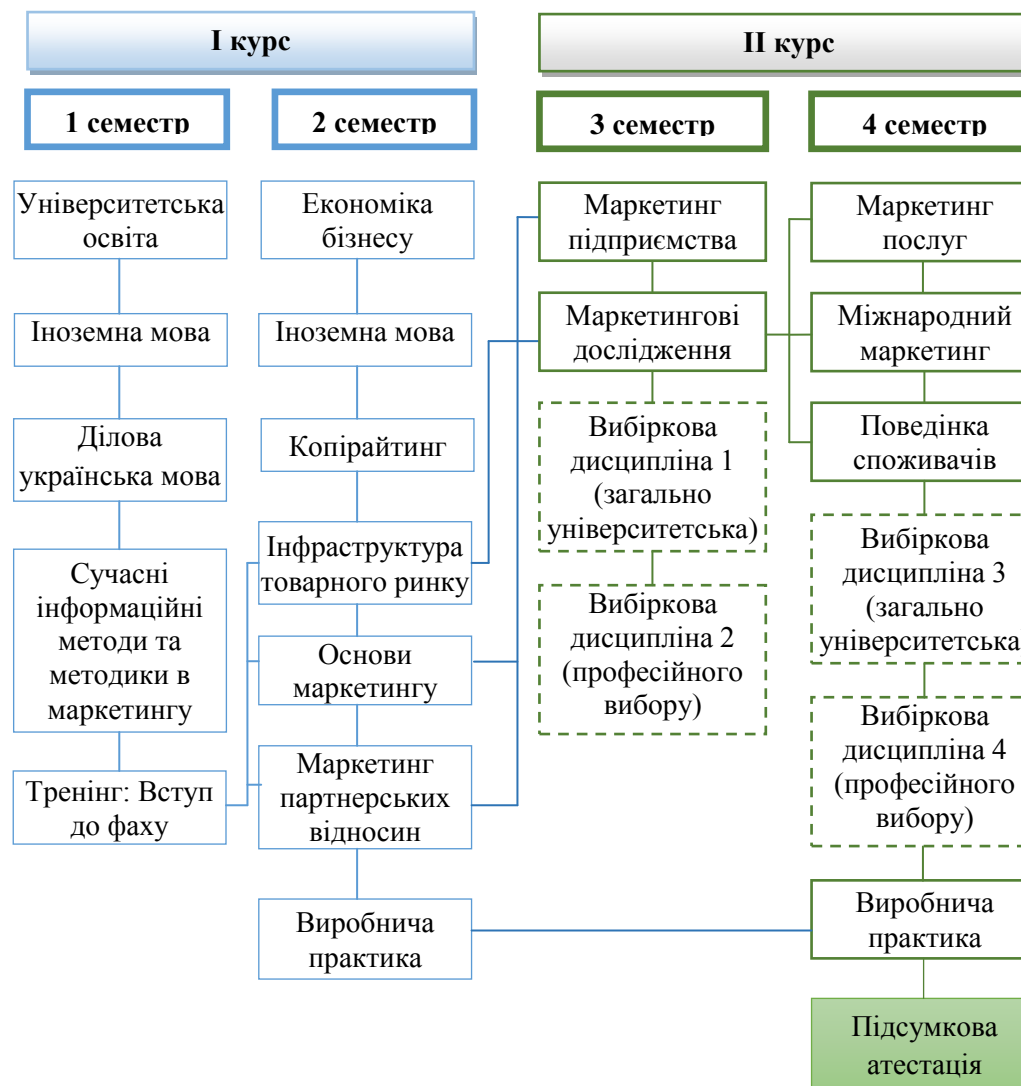 І курс
ІІ курс
1 семестр
2 семестр
3 семестр
4 семестр
Університетська
освіта
Іноземна мова
Ділова
українська мова
Сучасні
інформаційні
методи та
методики в
маркетингу
Тренінг: Вступ
до фаху
Економіка
бізнесу
Іноземна мова
Копірайтинг
Інфраструктура
товарного ринку
Основи
маркетингу
Маркетинг
партнерських
відносин
Виробнича
практика
Маркетинг
підприємства
Маркетингові
дослідження
Вибіркова
дисципліна 1
(загально
університетська)
Вибіркова
дисципліна 2
(професійного
вибору)
Маркетинг
послуг
Міжнародний
маркетинг
Поведінка
споживачів
Вибіркова
дисципліна 3
(загально
університетська
Вибіркова
дисципліна 4
(професійного
вибору)
Виробнича
практика
Підсумкова
атестація